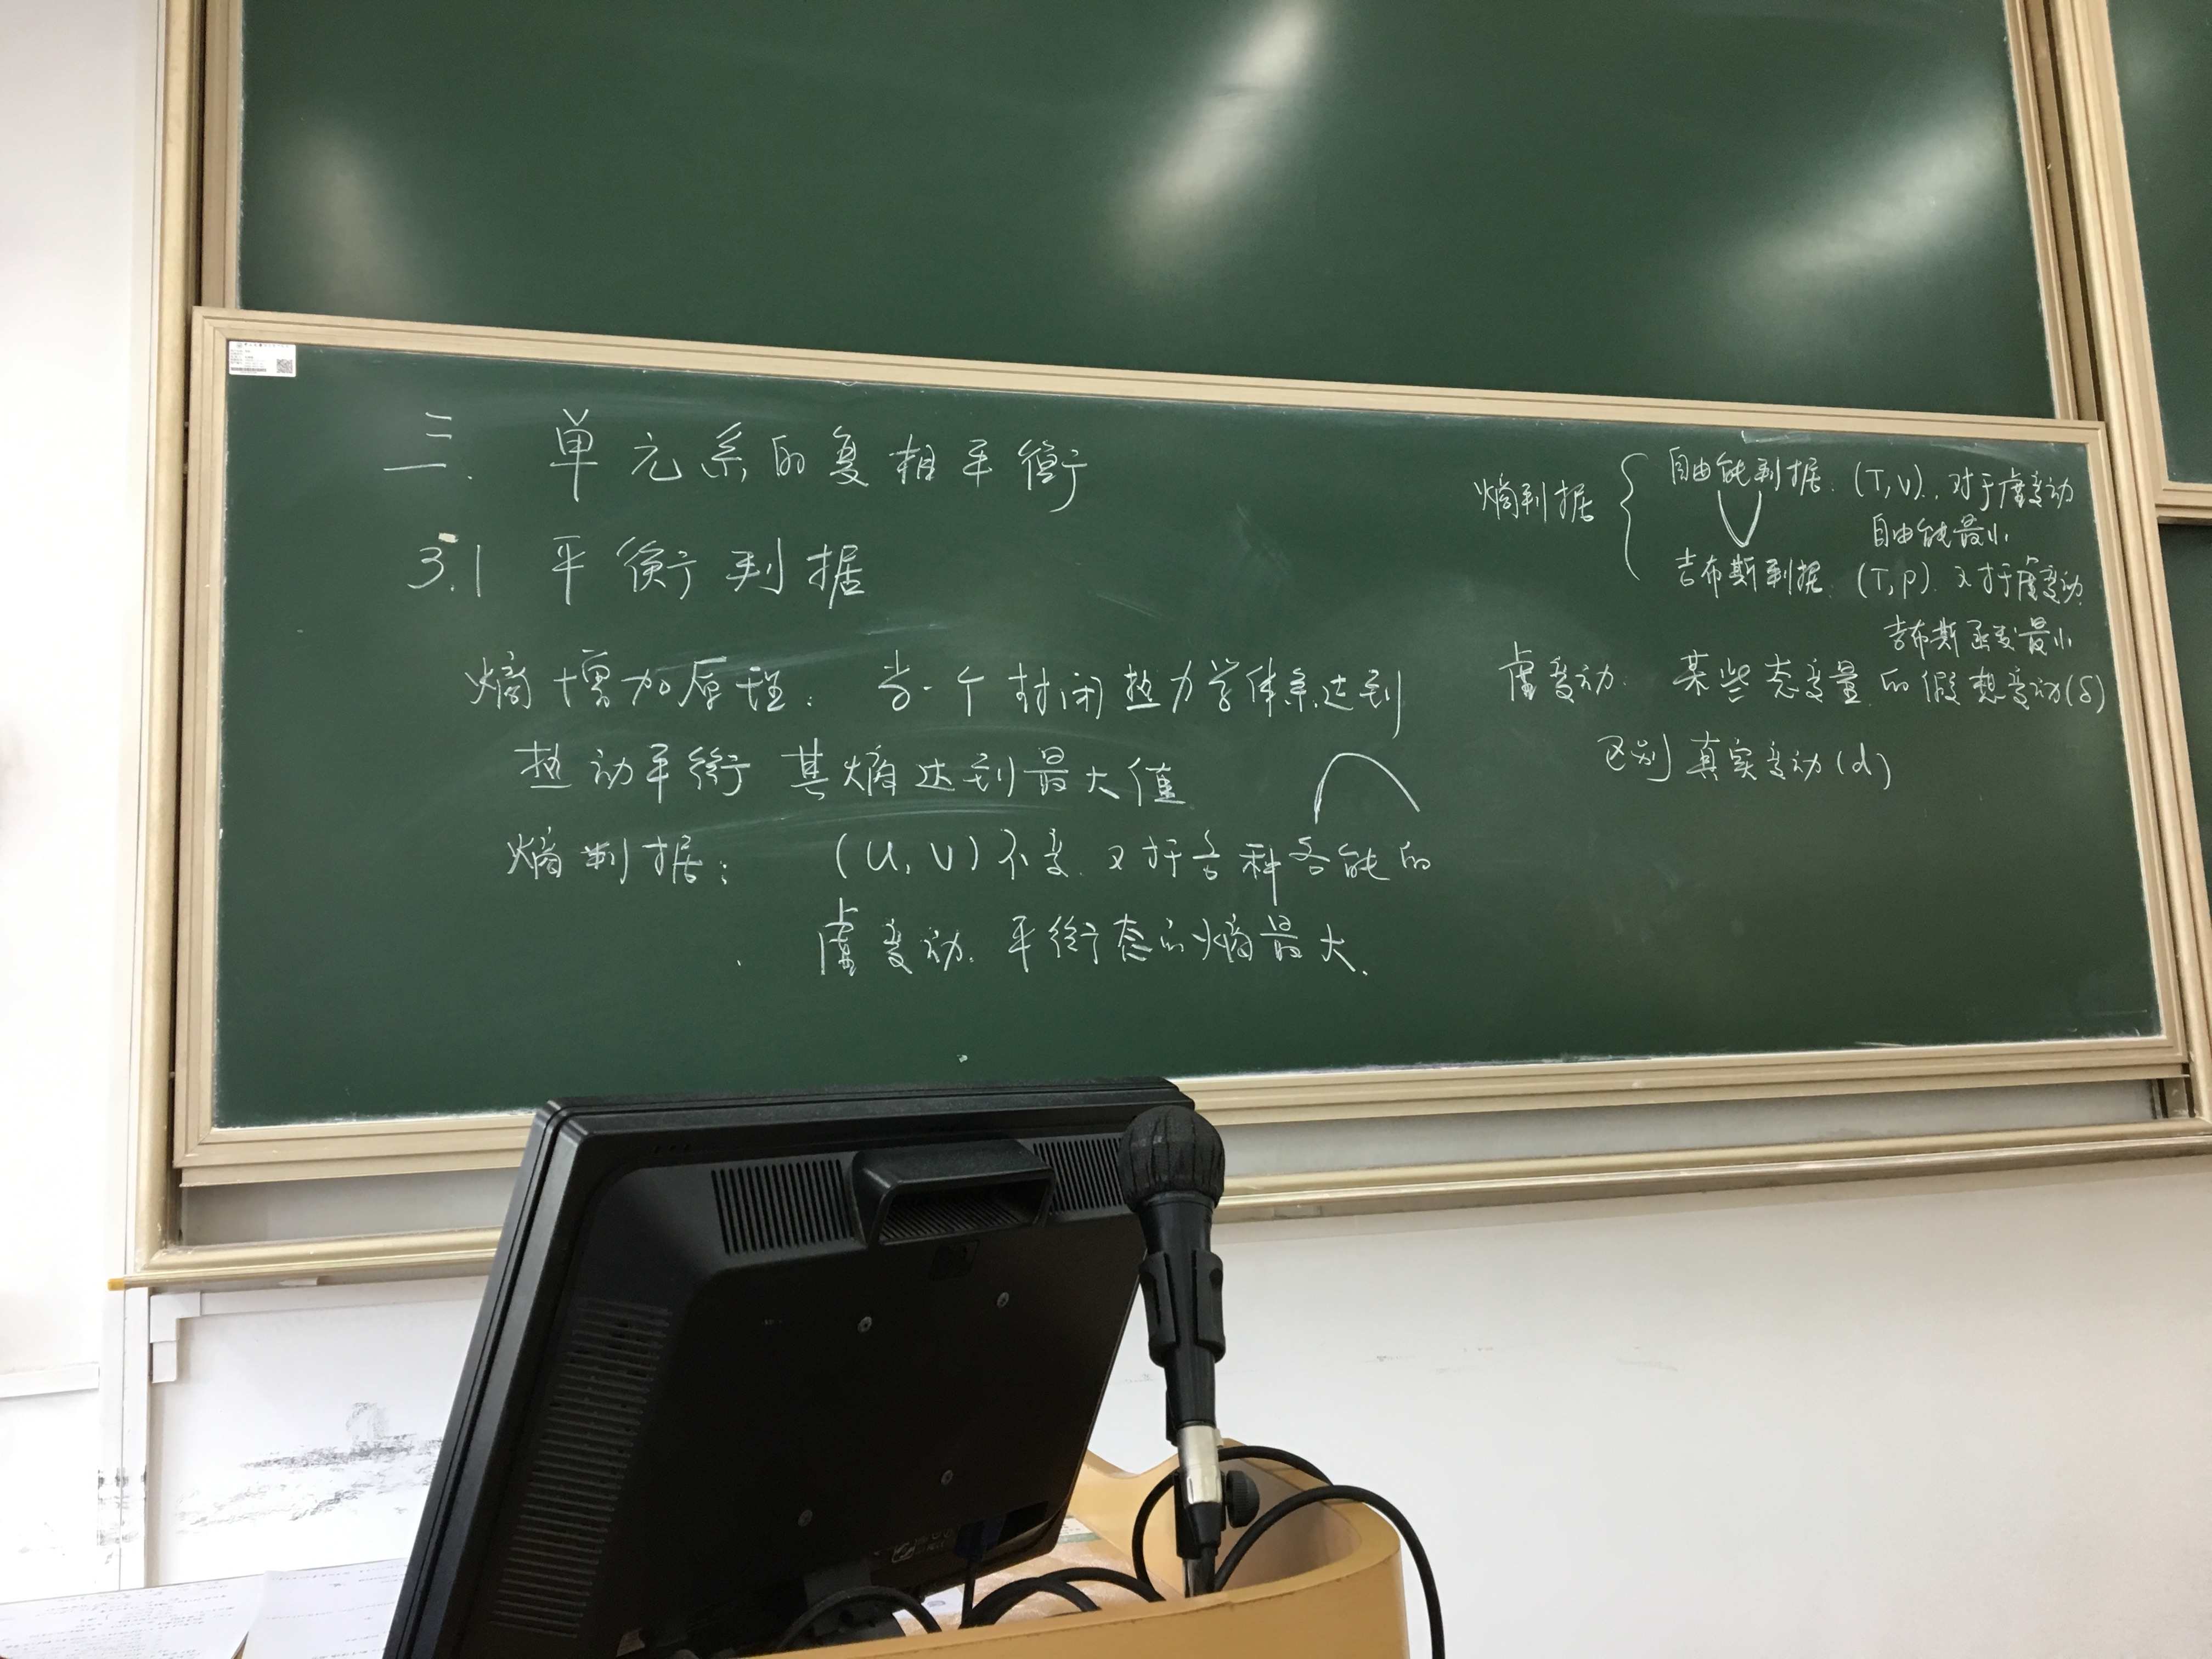 三. 单元系的复相平衡
3.1 平衡判据
熵增加原理: 当一个封闭热力学体系达到
热动平衡 其熵达到最大值
熵判据: (U, V)不变. 对于各种各能的
虚变动. 平衡态的熵最大.
熵判据 { 自由能判据. (T,V). 对于虚变动
自由能最小
吉布斯判据. (T,P). 对于虚变动.
吉布斯函数最小
虚变动: 某些态变量的假想变动(δ)
区别 真实变动(d)